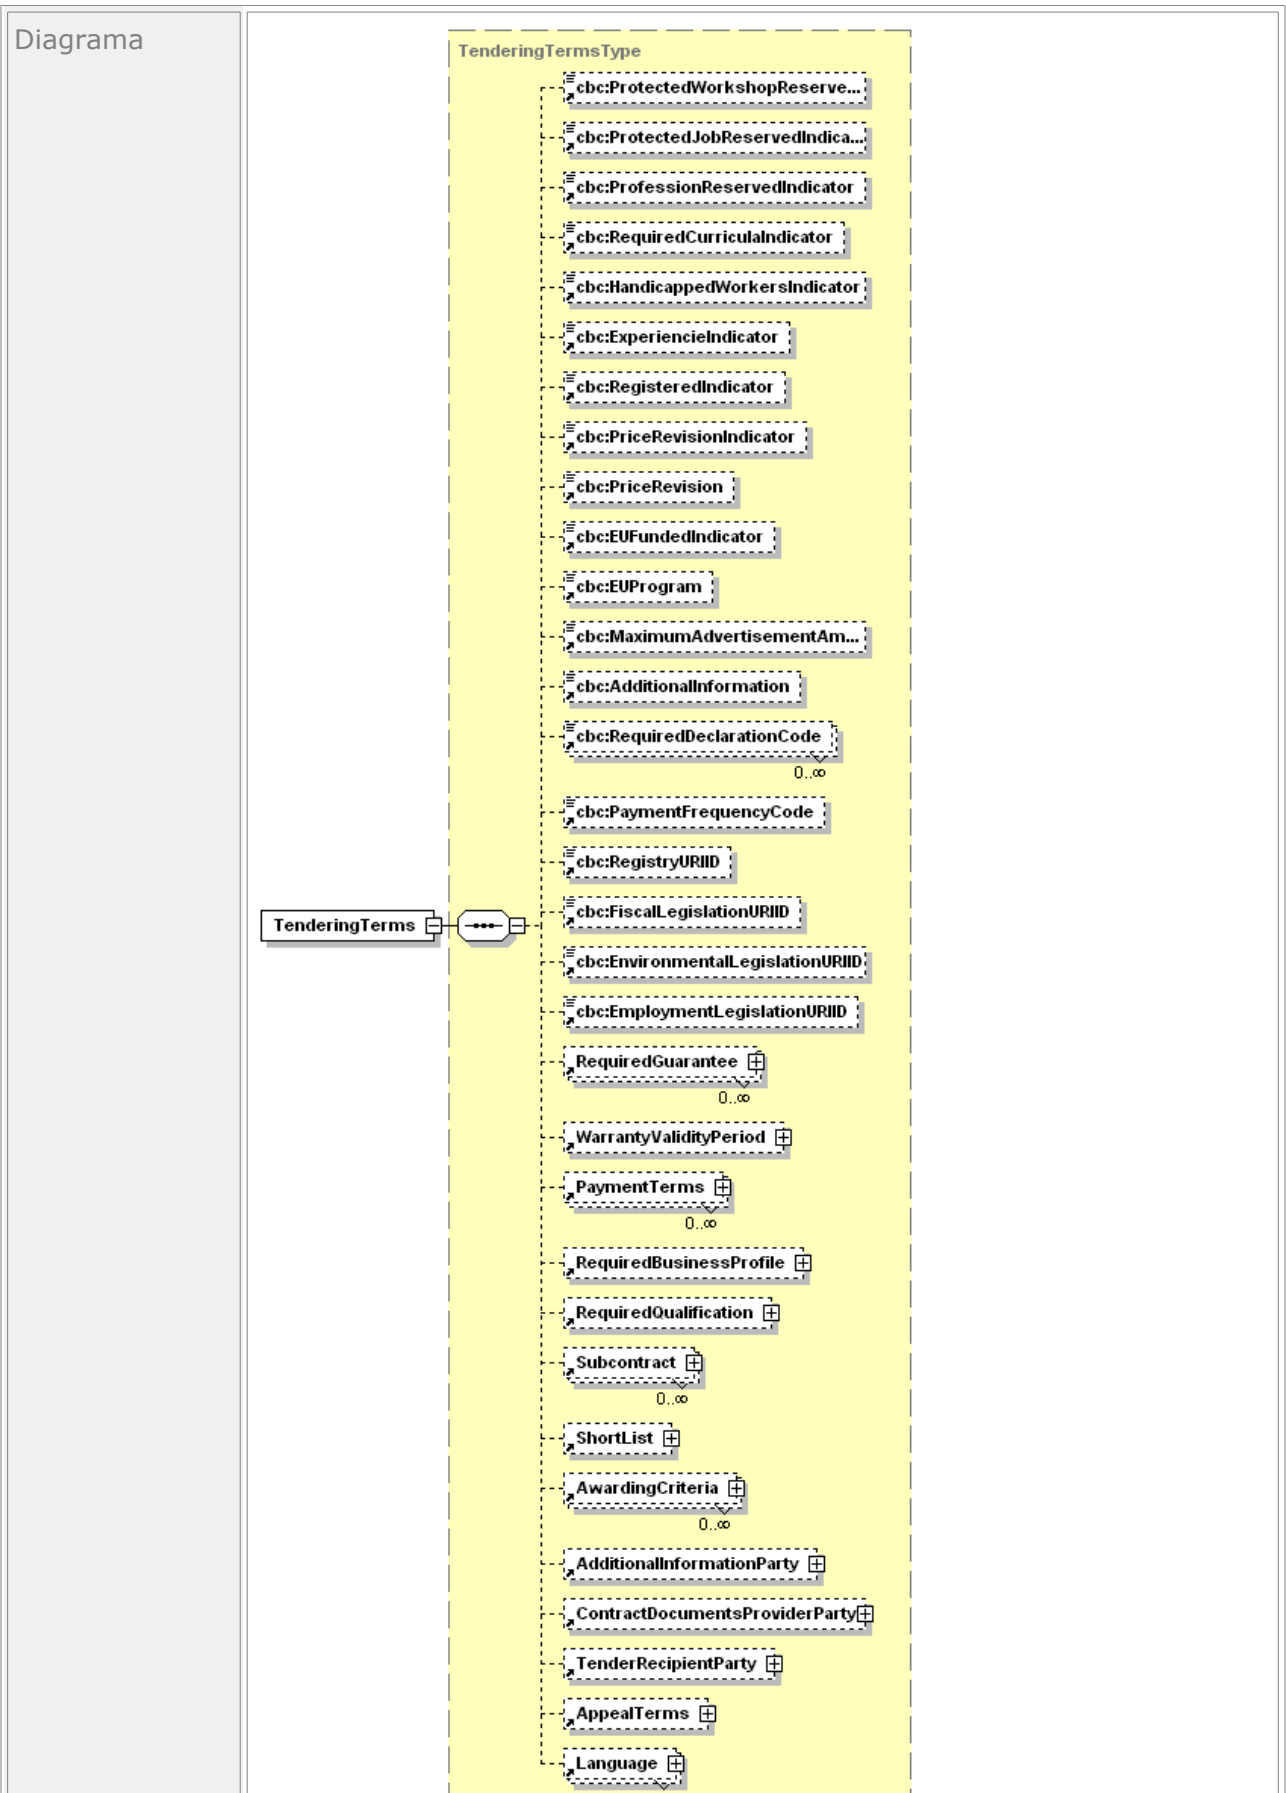 Diagrama
TenderingTermsType
cbc:ProtectedWorkshopReserve...
cbc:ProtectedJobReservedIndica...
cbc:ProfessionReservedIndicator
cbc:RequiredCurriculaIndicator
cbc:HandicappedWorkersIndicator
cbc:ExperiencieIndicator
cbc:RegisteredIndicator
cbc:PriceRevisionIndicator
cbc:PriceRevision
cbc:EUFundedIndicator
cbc:EUProgram
cbc:MaximumAdvertisementAm...
cbc:AdditionalInformation
cbc:RequiredDeclarationCode
0..∞
cbc:PaymentFrequencyCode
cbc:RegistryURIID
cbc:FiscalLegislationURIID
TenderingTerms
cbc:EnvironmentalLegislationURIID
cbc:EmploymentLegislationURIID
RequiredGuarantee
0..∞
WarrantyValidityPeriod
PaymentTerms
0..∞
RequiredBusinessProfile
RequiredQualification
Subcontract
0..∞
ShortList
AwardingCriteria
0..∞
AdditionalInformationParty
ContractDocumentsProviderParty
TenderRecipientParty
AppealTerms
Language